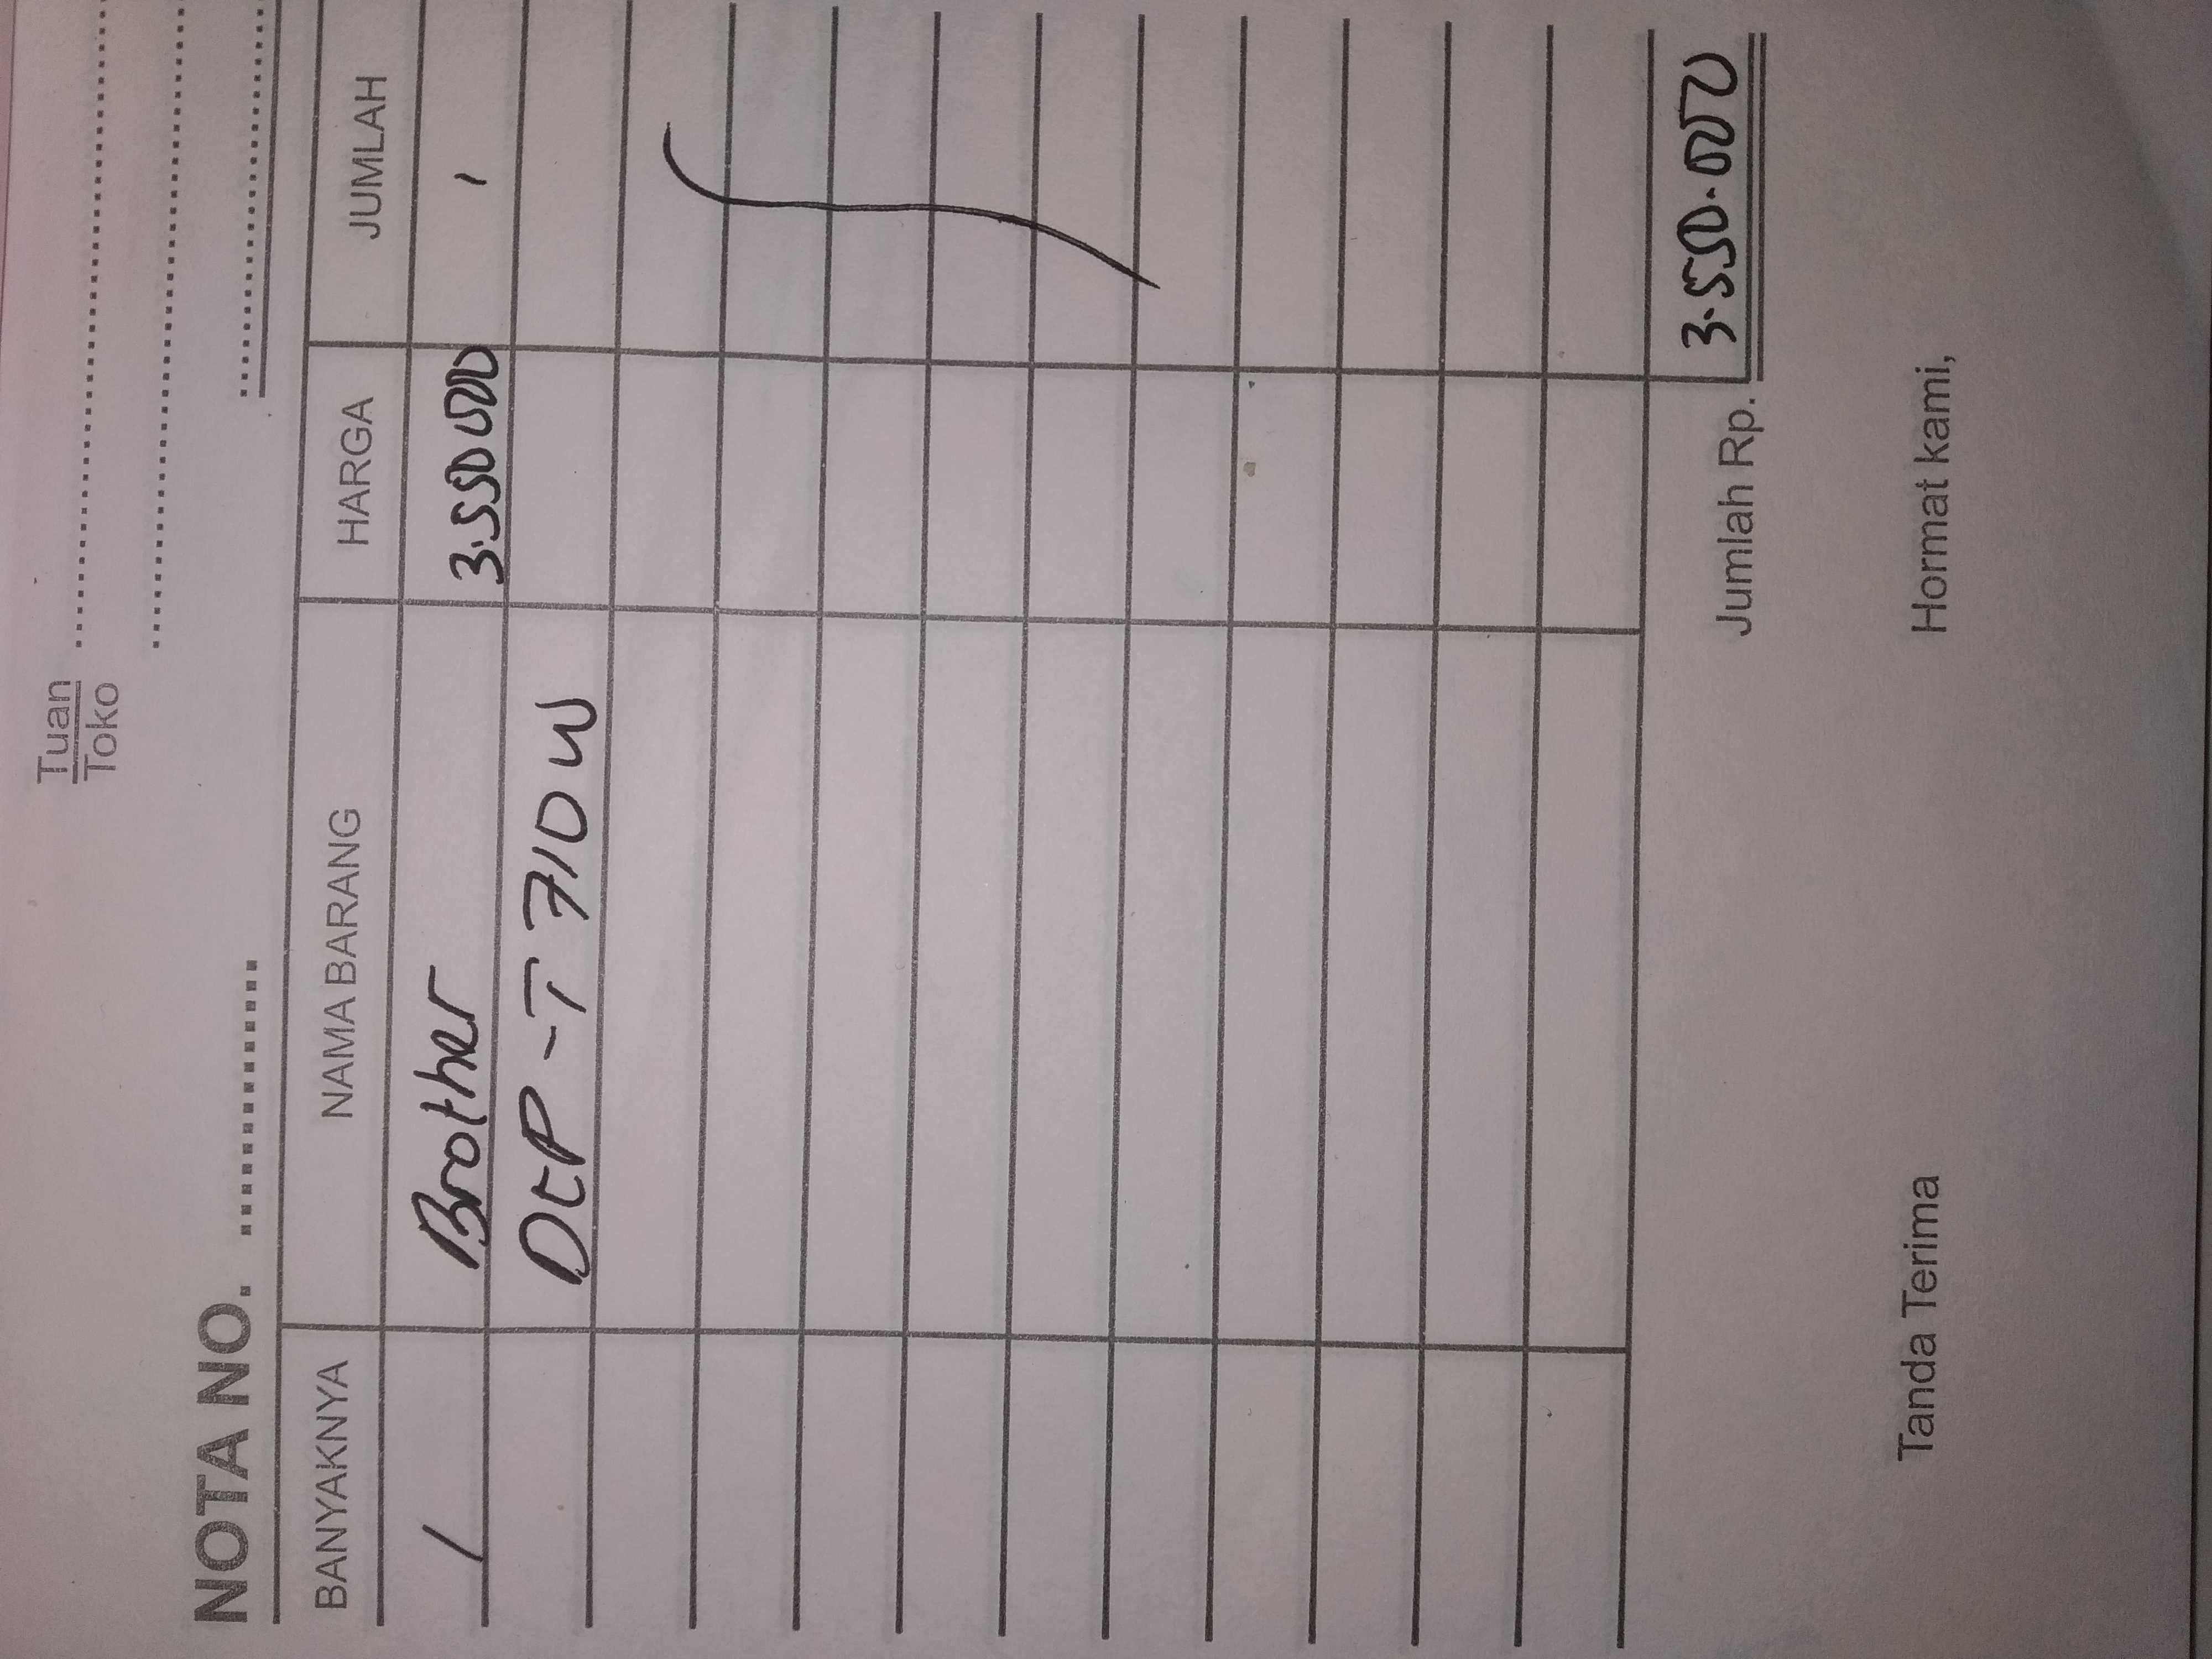 Tuan
Toko
NOTA NO.
BANYAKNYA NAMA BARANG HARGA JUMLAH
1 Brother 3.550.000
DCP - T 710 W
Jumlah Rp. 3.550.000
Tanda Terima Hormat kami,